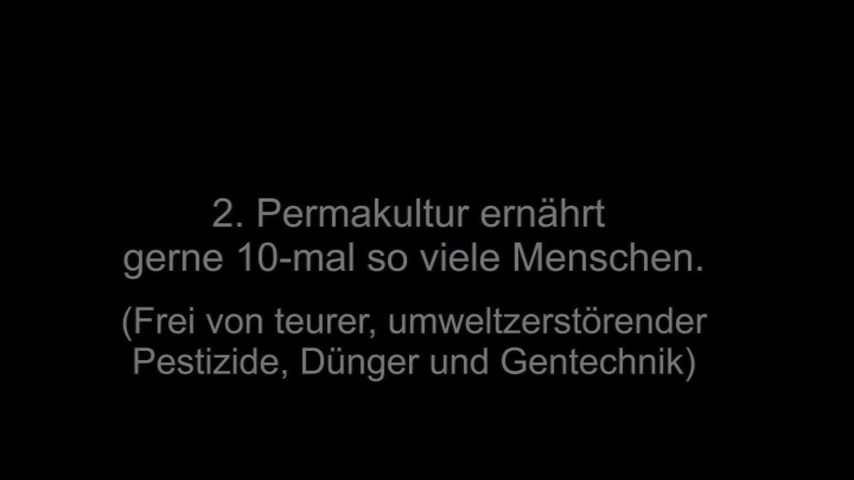 2. Permakultur ernährt
gerne 10-mal so viele Menschen.
(Frei von teurer, umweltzerstörender
Pestizide, Dünger und Gentechnik)